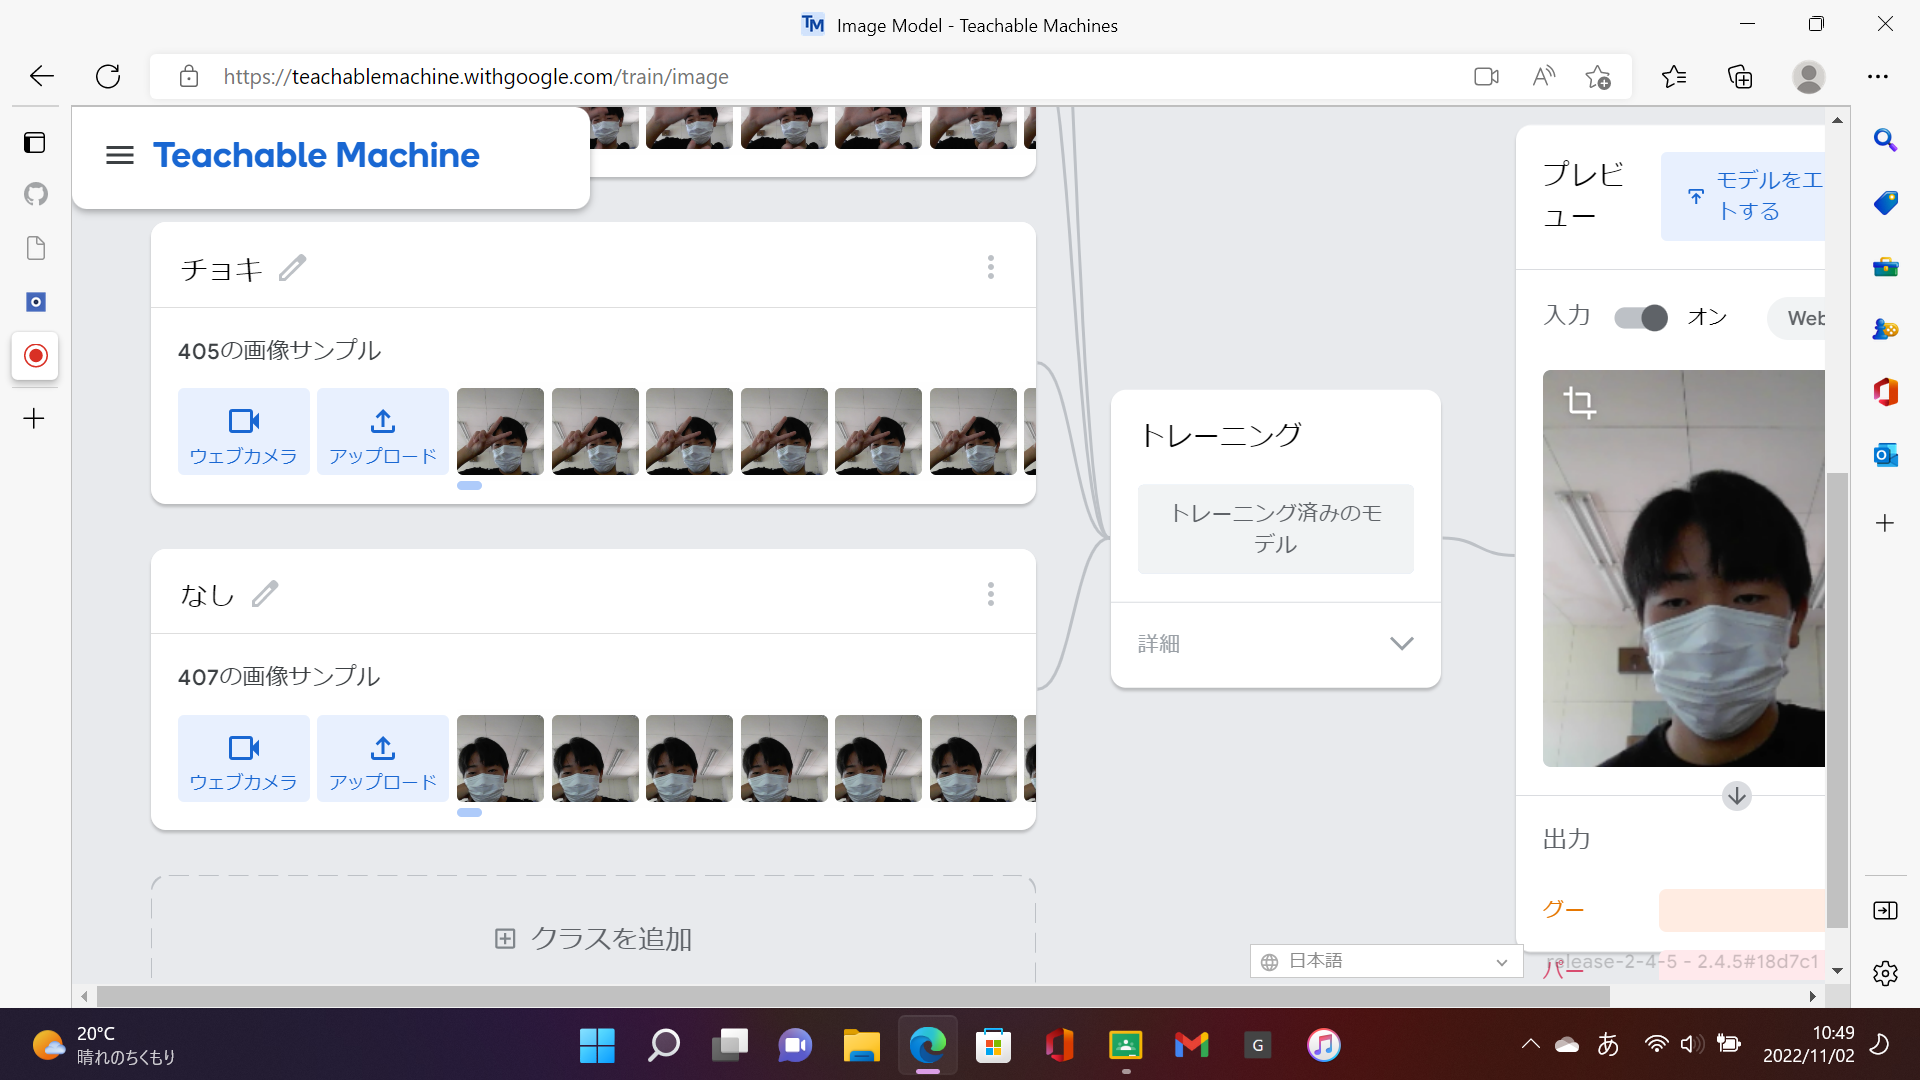 Image Model - Teachable Machines
https://teachablemachine.withgoogle.com/train/image
Teachable Machine
チョキ
405の画像サンプル
ウェブカメラ
アップロード
なし
407の画像サンプル
ウェブカメラ
アップロード
クラスを追加
トレーニング
トレーニング済みのモ
デル
詳細
プレビ
ュー
モデルをエ
トする
入力
オン
Web
出力
グー
パー
release-2-4-5 - 2.4.5#18d7c1
日本語
20°C
晴れのちくもり
あ
10:49
2022/11/02